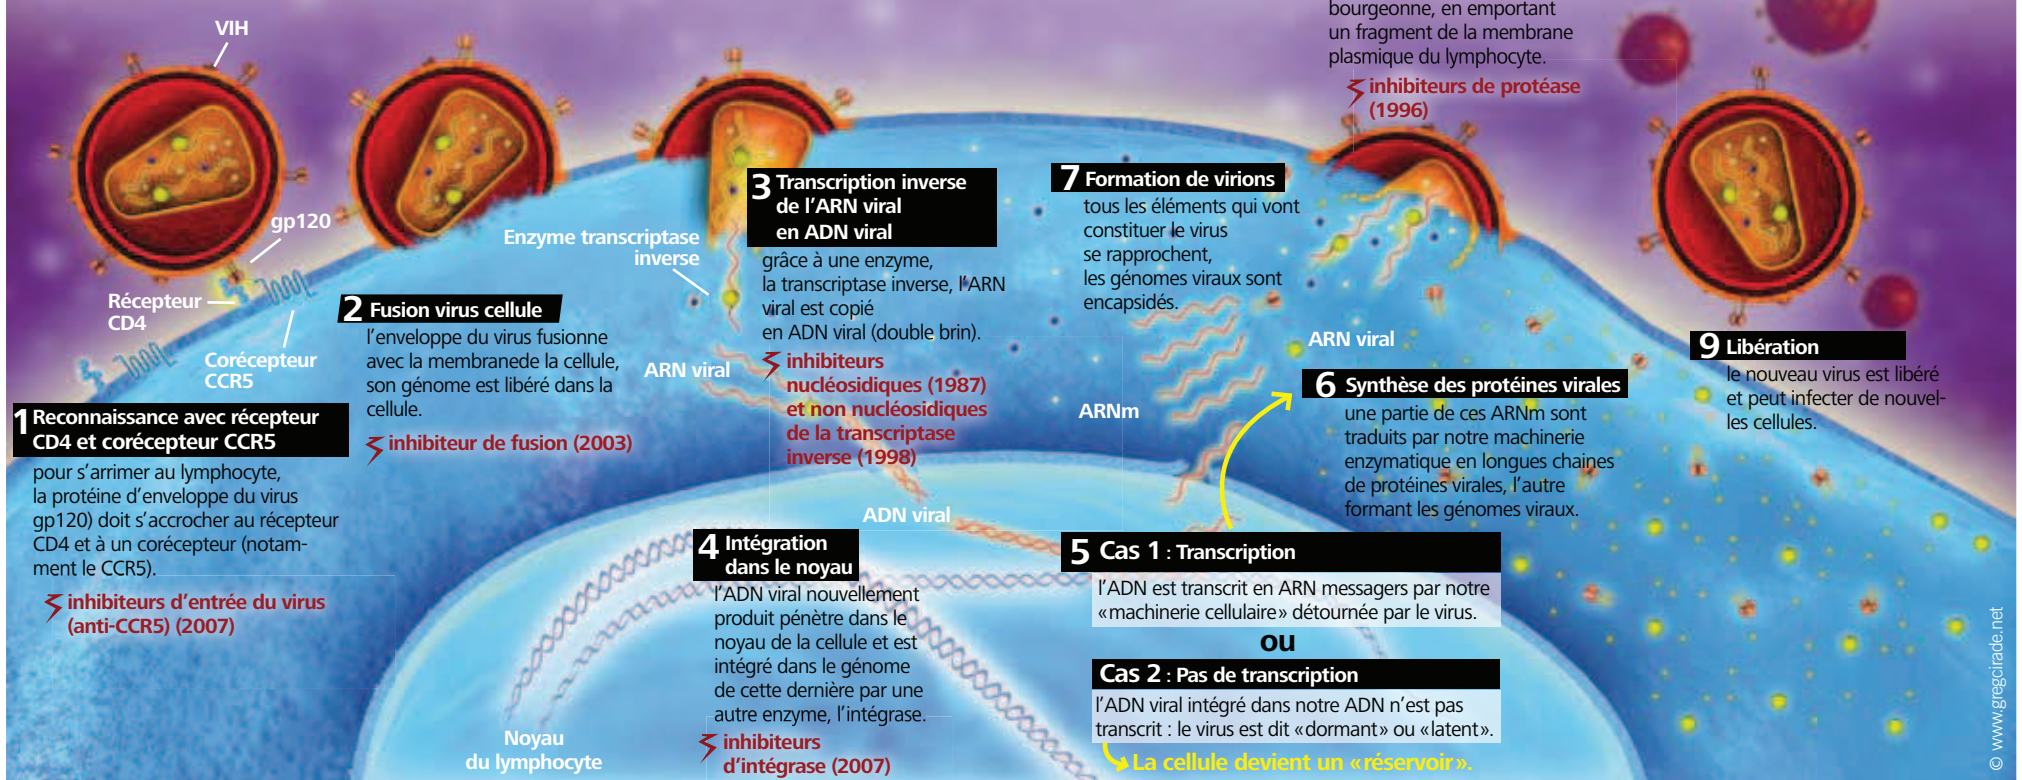 VIH
gp120
Récepteur
CD4
Corécepteur
CCR5
1 Reconnaissance avec récepteur
CD4 et corécepteur CCR5
pour s’arrimer au lymphocyte,
la protéine d’enveloppe du virus
gp120) doit s’accrocher au récepteur
CD4 et à un corécepteur (notam-
ment le CCR5).
inhibiteurs d’entrée du virus
(anti-CCR5) (2007)
2 Fusion virus cellule
l’enveloppe du virus fusionne
avec la membranede la cellule,
son génome est libéré dans la
cellule.
inhibiteur de fusion (2003)
Enzyme transcriptase
inverse
ARN viral
3 Transcription inverse
de l’ARN viral
en ADN viral
grâce à une enzyme,
la transcriptase inverse, l’ARN
viral est copié
en ADN viral (double brin).
inhibiteurs
nucléosidiques (1987)
et non nucléosidiques
de la transcriptase
inverse (1998)
ADN viral
4 Intégration
dans le noyau
l’ADN viral nouvellement
produit pénètre dans le
noyau de la cellule et est
intégré dans le génome
de cette dernière par une
autre enzyme, l’intégrase.
inhibiteurs
d’intégrase (2007)
Noyau
du lymphocyte
ARNm
5 Cas 1 : Transcription
l’ADN est transcrit en ARN messagers par notre
«machinerie cellulaire» détournée par le virus.
ou
Cas 2 : Pas de transcription
l’ADN viral intégré dans notre ADN n’est pas
transcrit : le virus est dit «dormant» ou «latent».
La cellule devient un «réservoir».
6 Synthèse des protéines virales
une partie de ces ARNm sont
traduits par notre machinerie
enzymatique en longues chaines
de protéines virales, l’autre
formant les génomes viraux.
ARN viral
7 Formation de virions
tous les éléments qui vont
constituer le virus
se rapprochent,
les génomes viraux sont
encapsidés.
bourgeonne, en emportant
un fragment de la membrane
plasmique du lymphocyte.
inhibiteurs de protéase
(1996)
9 Libération
le nouveau virus est libéré
et peut infecter de nouvel-
les cellules.
© www.gregcirade.net